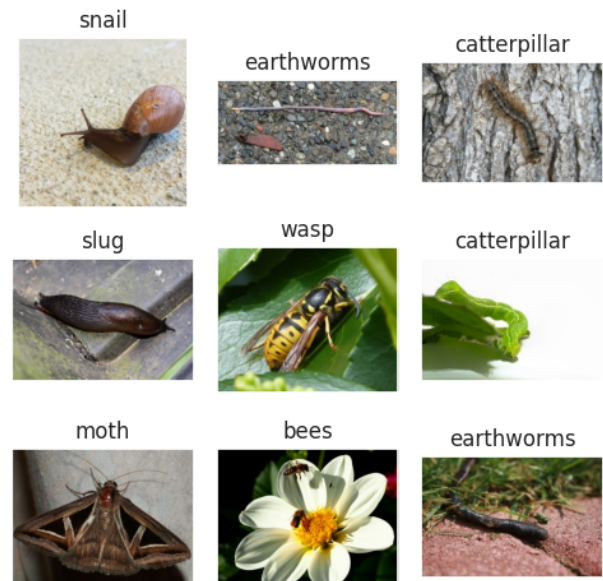 snail
earthworms
catterpillar
slug
wasp
catterpillar
moth
bees
earthworms